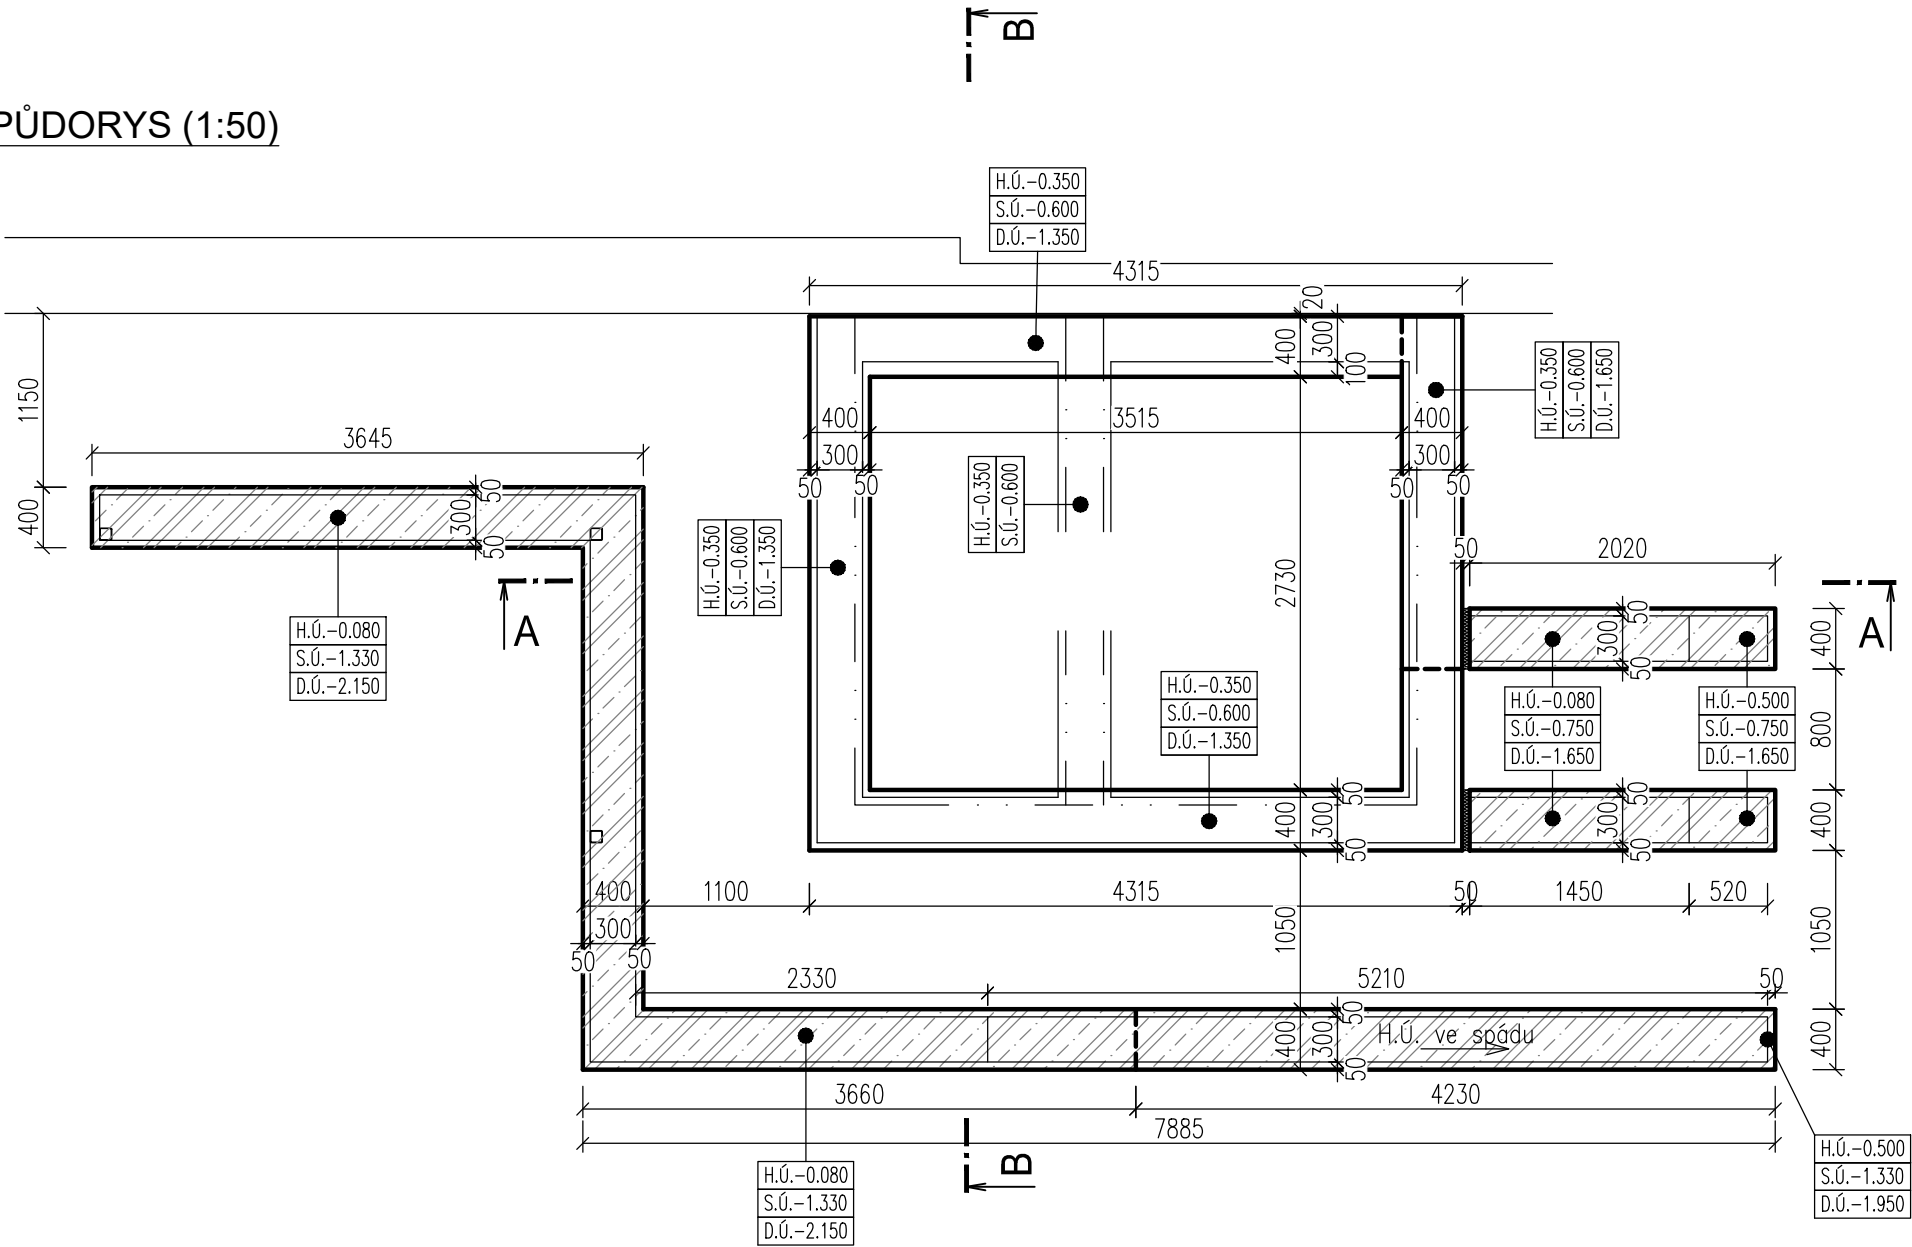 B
PŮDORYS (1:50)
H.Ú.-0.350
S.Ú.-0.600
D.Ú.-1.350
4315
20
400
300
100
H.Ú.-0.350
S.Ú.-0.600
D.Ú.-1.650
1150
400
3645
400
3515
400
300
300
50
50
50
50
50
300
50
H.Ú.-0.350
S.Ú.-0.600
H.Ú.-0.350
S.Ú.-0.600
D.Ú.-1.350
2730
50
2020
A
A
H.Ú.-0.080
S.Ú.-1.330
D.Ú.-2.150
50
300
50
400
H.Ú.-0.350
S.Ú.-0.600
D.Ú.-1.350
H.Ú.-0.080
S.Ú.-0.750
D.Ú.-1.650
H.Ú.-0.500
S.Ú.-0.750
D.Ú.-1.650
800
50
400
300
50
50
300
50
400
400
1100
4315
50
1450
520
300
50
50
1050
1050
2330
5210
50
400
300
50
50
H.Ú. ve spádu
400
3660
4230
7885
B
H.Ú.-0.080
S.Ú.-1.330
D.Ú.-2.150
H.Ú.-0.500
S.Ú.-1.330
D.Ú.-1.950